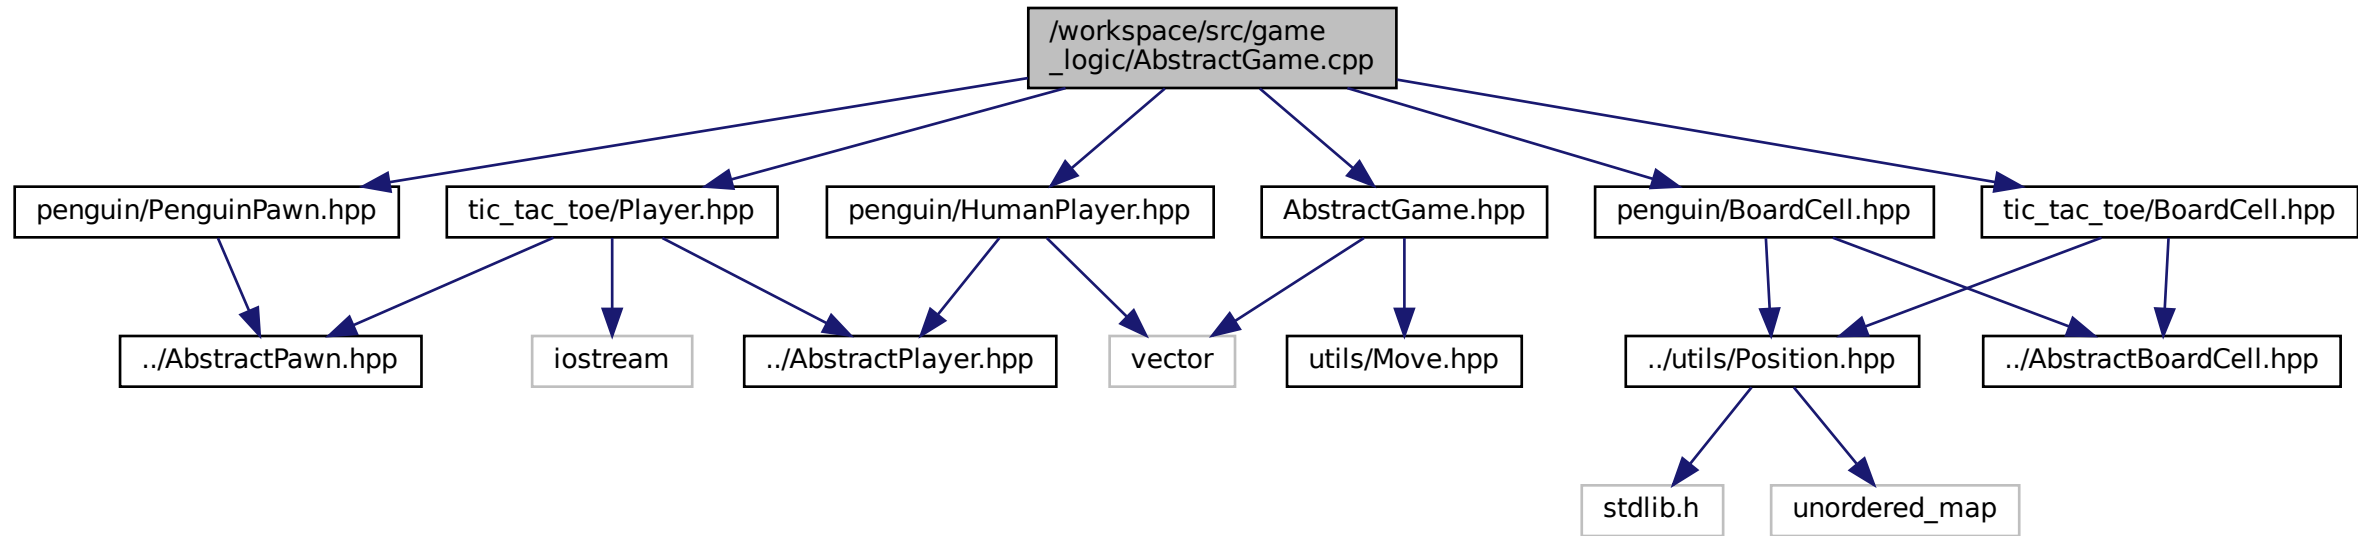 /workspace/src/game
_logic/AbstractGame.cpp
penguin/PenguinPawn.hpp
tic_tac_toe/Player.hpp
penguin/HumanPlayer.hpp
AbstractGame.hpp
penguin/BoardCell.hpp
tic_tac_toe/BoardCell.hpp
../AbstractPawn.hpp
iostream
../AbstractPlayer.hpp
vector
utils/Move.hpp
../utils/Position.hpp
../AbstractBoardCell.hpp
stdlib.h
unordered_map